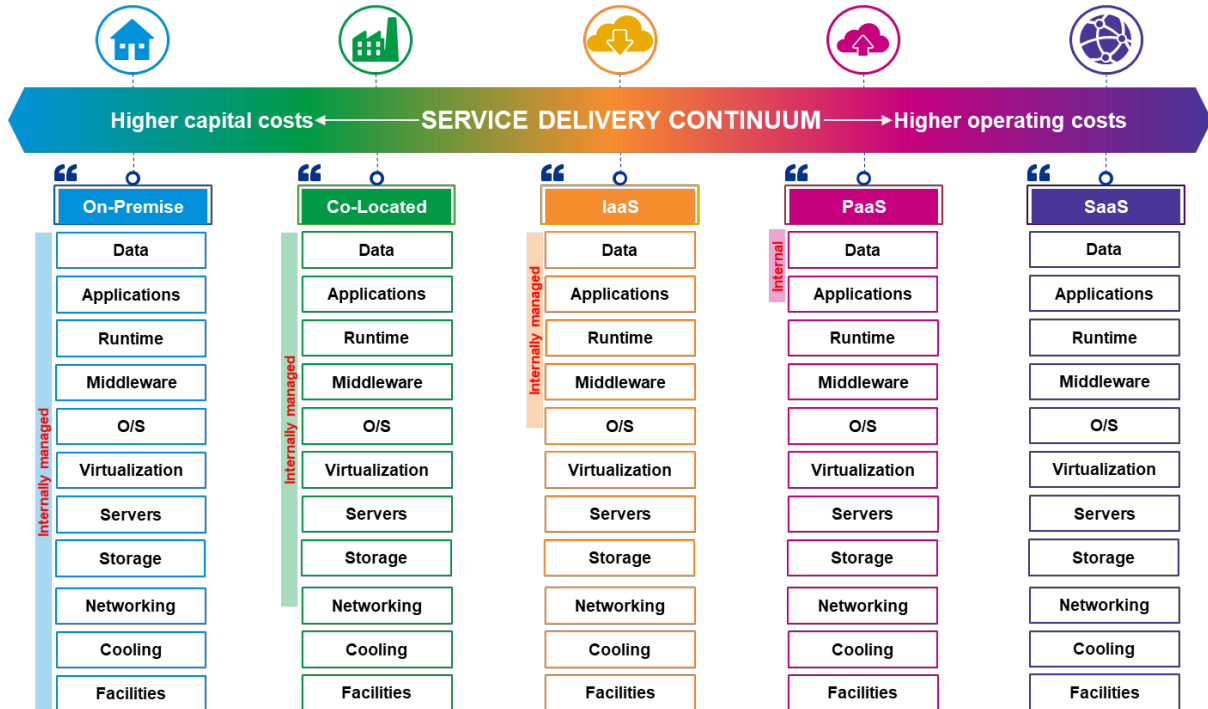 Higher capital costs SERVICE DELIVERY CONTINUUM Higher operating costs
On-Premise
Internally managed
Data
Applications
Runtime
Middleware
O/S
Virtualization
Servers
Storage
Networking
Cooling
Facilities
Co-Located
Internally managed
Data
Applications
Runtime
Middleware
O/S
Virtualization
Servers
Storage
Networking
Cooling
Facilities
IaaS
Internally managed
Data
Applications
Runtime
Middleware
O/S
Virtualization
Servers
Storage
Networking
Cooling
Facilities
PaaS
Internal
Data
Applications
Runtime
Middleware
O/S
Virtualization
Servers
Storage
Networking
Cooling
Facilities
SaaS
Data
Applications
Runtime
Middleware
O/S
Virtualization
Servers
Storage
Networking
Cooling
Facilities